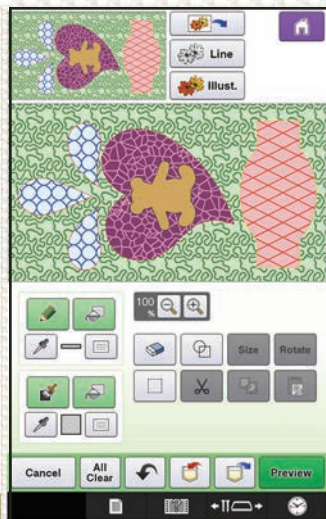 Line
Illust.
100
%
Size
Rotate
Cancel
All
Clear
Preview